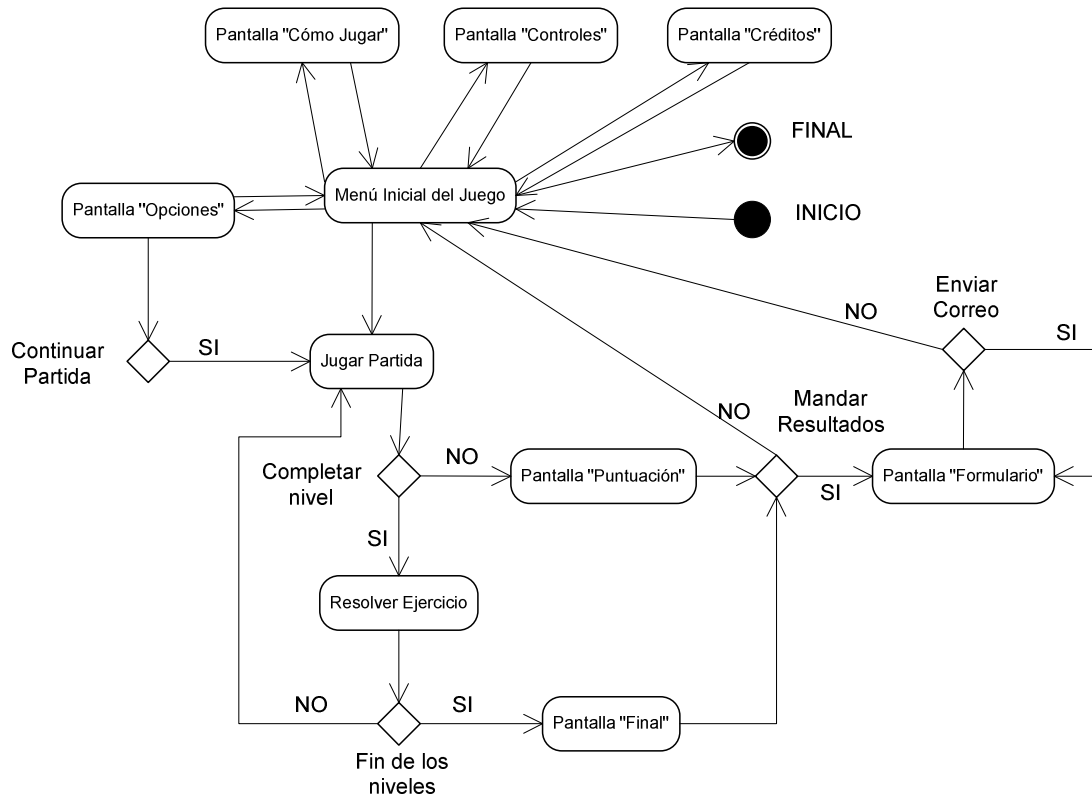 Pantalla "Cómo Jugar"
Pantalla "Controles"
Pantalla "Créditos"
FINAL
Menú Inicial del Juego
Pantalla "Opciones"
INICIO
Enviar
Correo
NO
SI
Continuar
Partida
SI
Jugar Partida
Mandar
Resultados
NO
Completar
nivel
NO
Pantalla "Puntuación"
SI
Pantalla "Formulario"
SI
Resolver Ejercicio
NO
SI
Pantalla "Final"
Fin de los
niveles